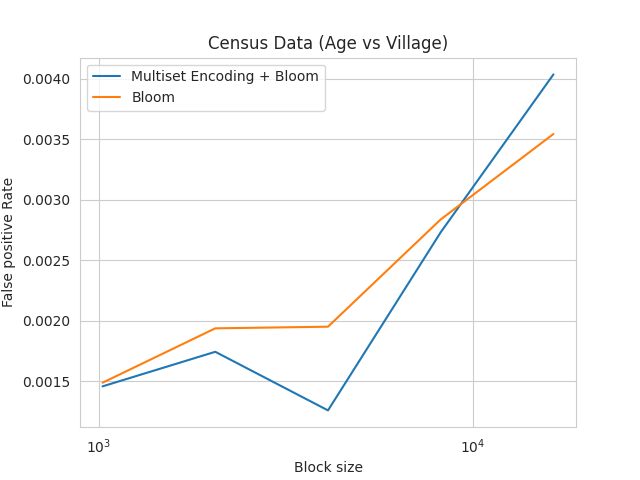 Census Data (Age vs Village)
Multiset Encoding + Bloom
Bloom
False positive Rate
0.0040
0.0035
0.0030
0.0025
0.0020
0.0015
10³ 10⁴
Block size